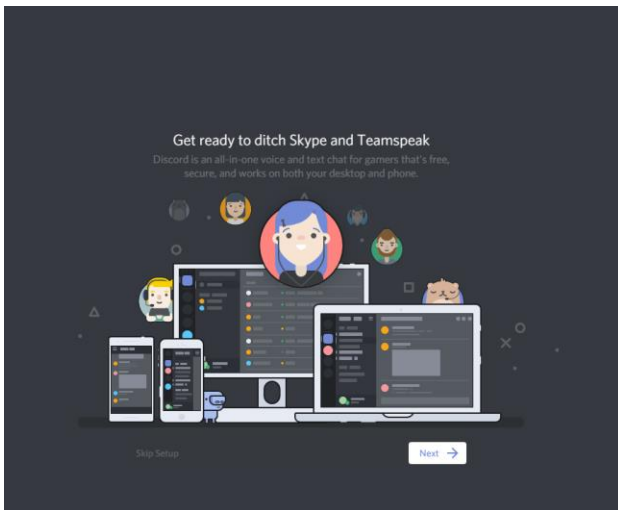 Get ready to ditch Skype and Teamspeak
Discord is an all-in-one voice and text chat for gamers that's free,
secure, and works on both your desktop and phone.
Skip Setup
Next